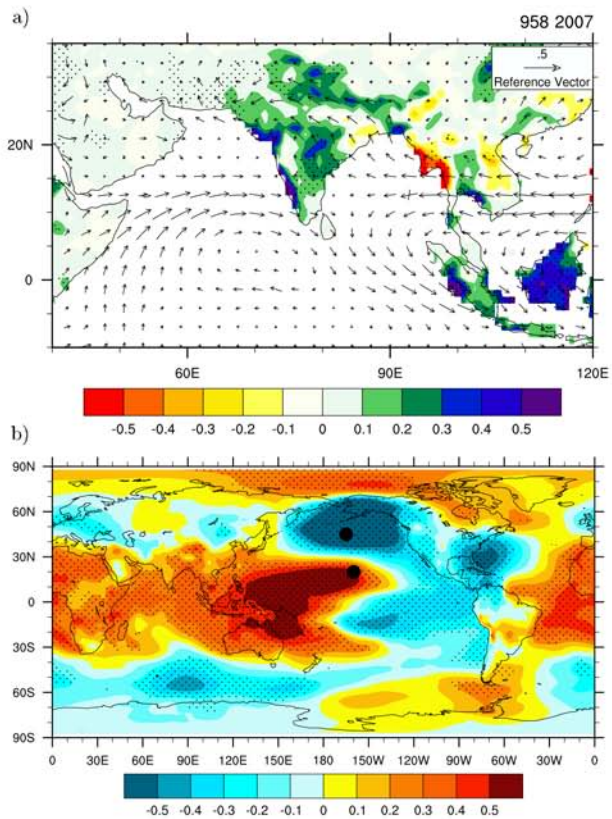 a)
958 2007
.5
Reference Vector
20N
0
60E 90E 120E
-0.5 -0.4 -0.3 -0.2 -0.1 0 0.1 0.2 0.3 0.4 0.5
b)
90N
60N
30N
0
30S
60S
90S
0 30E 60E 90E 120E 150E 180 150W 120W 90W 60W 30W 0
-0.5 -0.4 -0.3 -0.2 -0.1 0 0.1 0.2 0.3 0.4 0.5